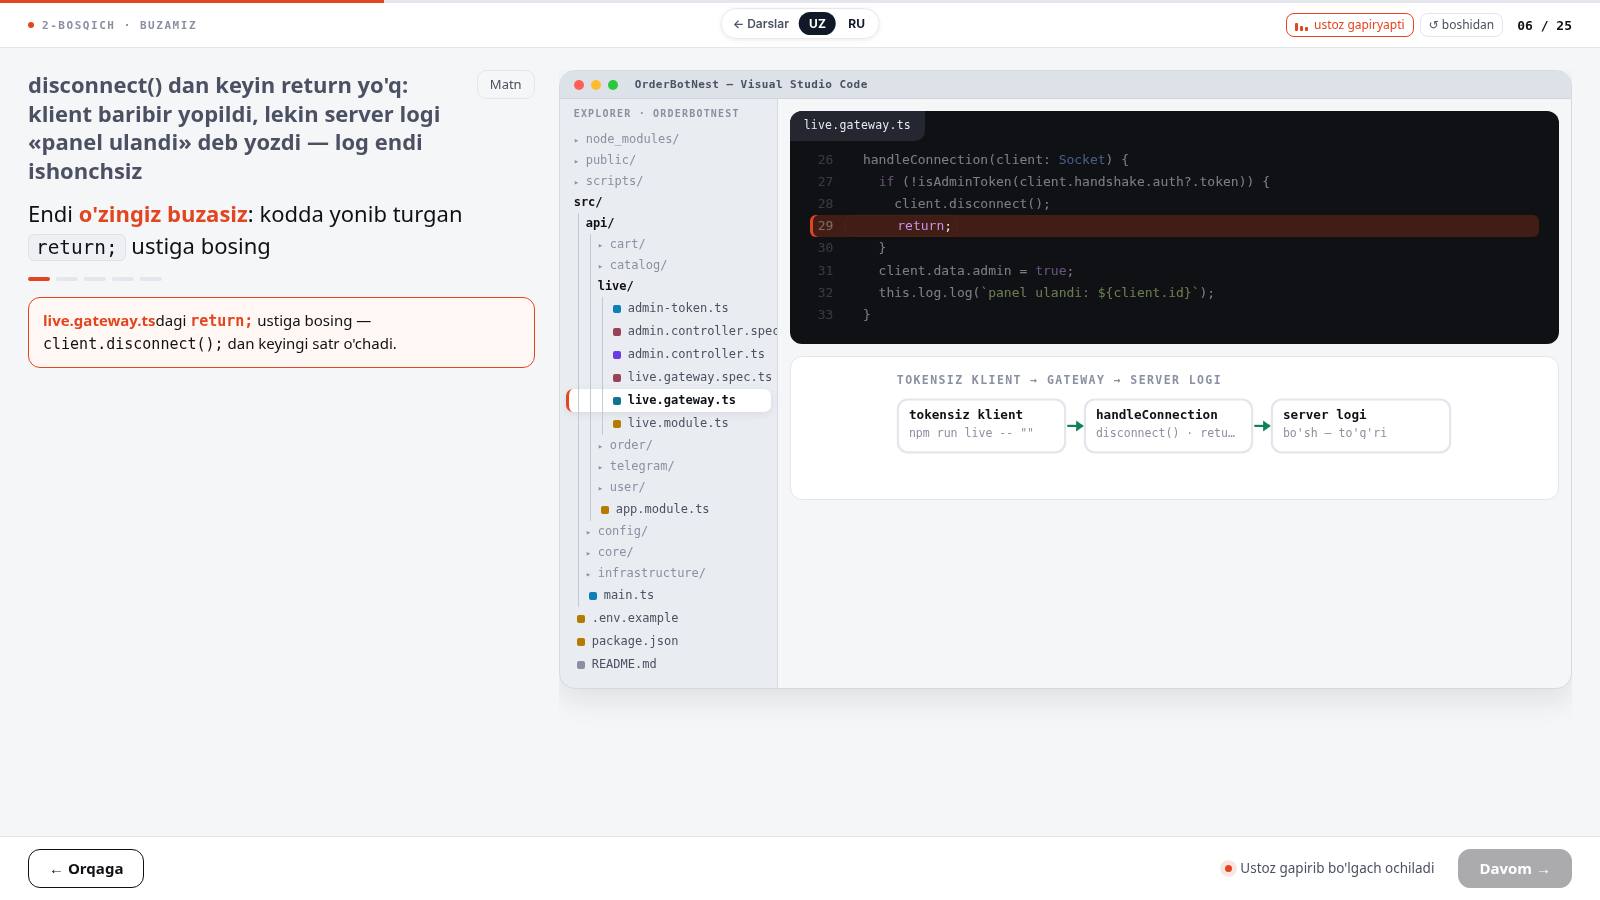 2-BOSQICH · BUZAMIZ
← Darslar
UZ
RU
ustoz gapiryapti
↺ boshidan
06 / 25
disconnect() dan keyin return yo'q:
klient baribir yopildi, lekin server logi
«panel ulandi» deb yozdi — log endi
ishonchsiz
Matn
Endi o'zingiz buzasiz: kodda yonib turgan
return; ustiga bosing
live.gateway.tsdagi return; ustiga bosing —
client.disconnect(); dan keyingi satr o'chadi.
OrderBotNest — Visual Studio Code
EXPLORER · ORDERBOTNEST
▸ node_modules/
▸ public/
▸ scripts/
src/
api/
▸ cart/
▸ catalog/
live/
admin-token.ts
admin.controller.spec
admin.controller.ts
live.gateway.spec.ts
live.gateway.ts
live.module.ts
▸ order/
▸ telegram/
▸ user/
app.module.ts
▸ config/
▸ core/
▸ infrastructure/
main.ts
.env.example
package.json
README.md
live.gateway.ts
26 handleConnection(client: Socket) {
27 if (!isAdminToken(client.handshake.auth?.token)) {
28 client.disconnect();
29 return;
30 }
31 client.data.admin = true;
32 this.log.log(`panel ulandi: ${client.id}`);
33 }
TOKENSIZ KLIENT → GATEWAY → SERVER LOGI
tokensiz klient
npm run live -- ""
handleConnection
disconnect() · retu…
server logi
bo'sh — to'g'ri
← Orqaga
Ustoz gapirib bo'lgach ochiladi
Davom →